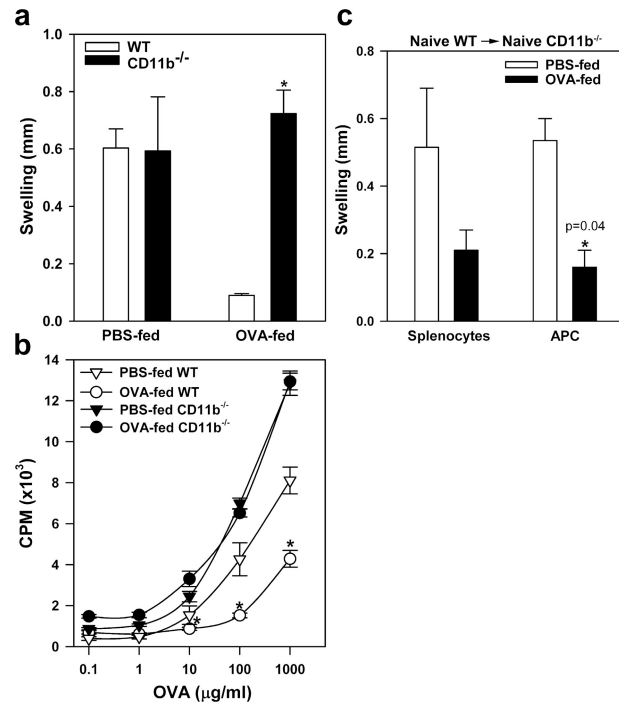 a
1.0
0.8
0.6
0.4
0.2
0.0
Swelling (mm)
WT
CD11b-/-
*
PBS-fed OVA-fed
b
14
12
10
8
6
4
2
0
CPM (x10³)
PBS-fed WT
OVA-fed WT
PBS-fed CD11b-/-
OVA-fed CD11b-/-
*
*
*
0.1 1 10 100 1000
OVA (μg/ml)
c
Naive WT → Naive CD11b-/-
0.8
0.6
0.4
0.2
0.0
Swelling (mm)
PBS-fed
OVA-fed
p=0.04
*
Splenocytes APC